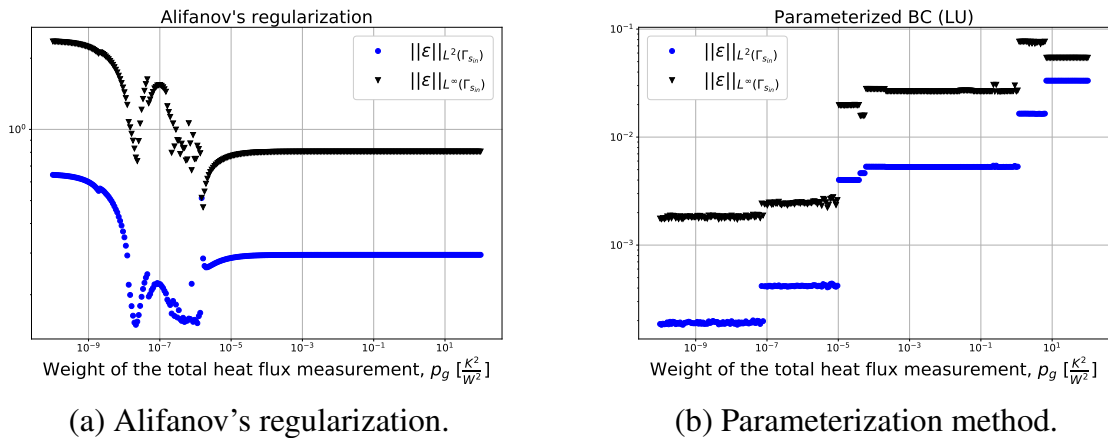 Alifanov's regularization
||ε||L²(Γsin)
||ε||L∞(Γsin)
10⁰
10⁻⁹ 10⁻⁷ 10⁻⁵ 10⁻³ 10⁻¹ 10¹
Weight of the total heat flux measurement, p_g [K²/W²]
(a) Alifanov's regularization.
Parameterized BC (LU)
||ε||L²(Γsin)
||ε||L∞(Γsin)
10⁻¹
10⁻²
10⁻³
10⁻⁹ 10⁻⁷ 10⁻⁵ 10⁻³ 10⁻¹ 10¹
Weight of the total heat flux measurement, p_g [K²/W²]
(b) Parameterization method.